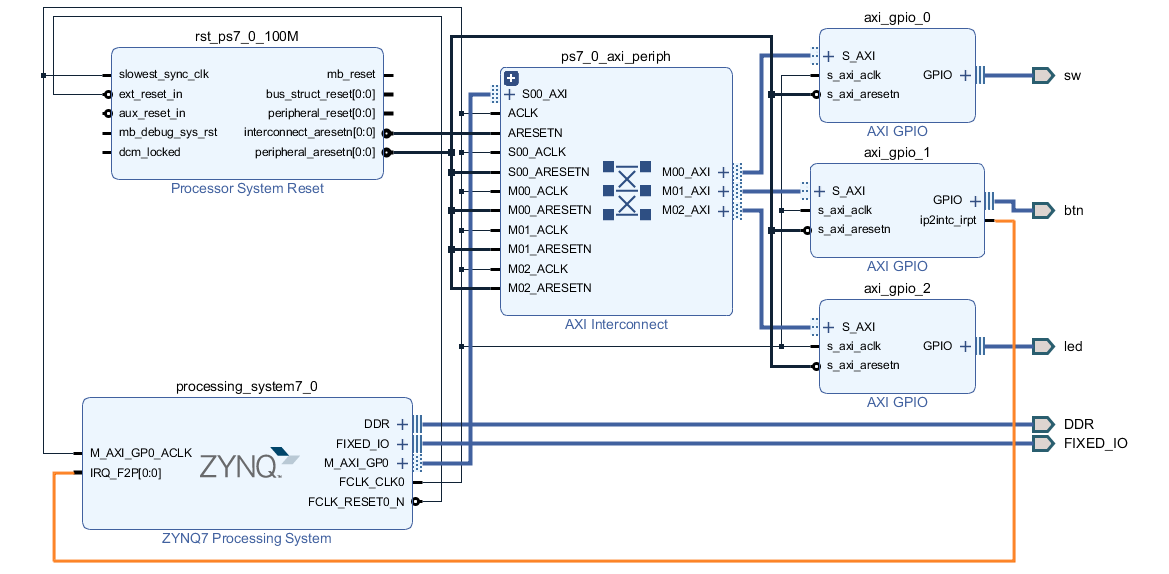 rst_ps7_0_100M
slowest_sync_clk
ext_reset_in
aux_reset_in
mb_debug_sys_rst
dcm_locked
mb_reset
bus_struct_reset[0:0]
peripheral_reset[0:0]
interconnect_aresetn[0:0]
peripheral_aresetn[0:0]
Processor System Reset
ps7_0_axi_periph
S00_AXI
ACLK
ARESETN
S00_ACLK
S00_ARESETN
M00_ACLK
M00_ARESETN
M01_ACLK
M01_ARESETN
M02_ACLK
M02_ARESETN
M00_AXI
M01_AXI
M02_AXI
AXI Interconnect
axi_gpio_0
S_AXI
s_axi_aclk
s_axi_aresetn
GPIO
AXI GPIO
sw
axi_gpio_1
S_AXI
s_axi_aclk
s_axi_aresetn
GPIO
ip2intc_irpt
AXI GPIO
btn
axi_gpio_2
S_AXI
s_axi_aclk
s_axi_aresetn
GPIO
AXI GPIO
led
processing_system7_0
M_AXI_GP0_ACLK
IRQ_F2P[0:0]
ZYNQ
DDR
FIXED_IO
M_AXI_GP0
FCLK_CLK0
FCLK_RESET0_N
ZYNQ7 Processing System
DDR
FIXED_IO